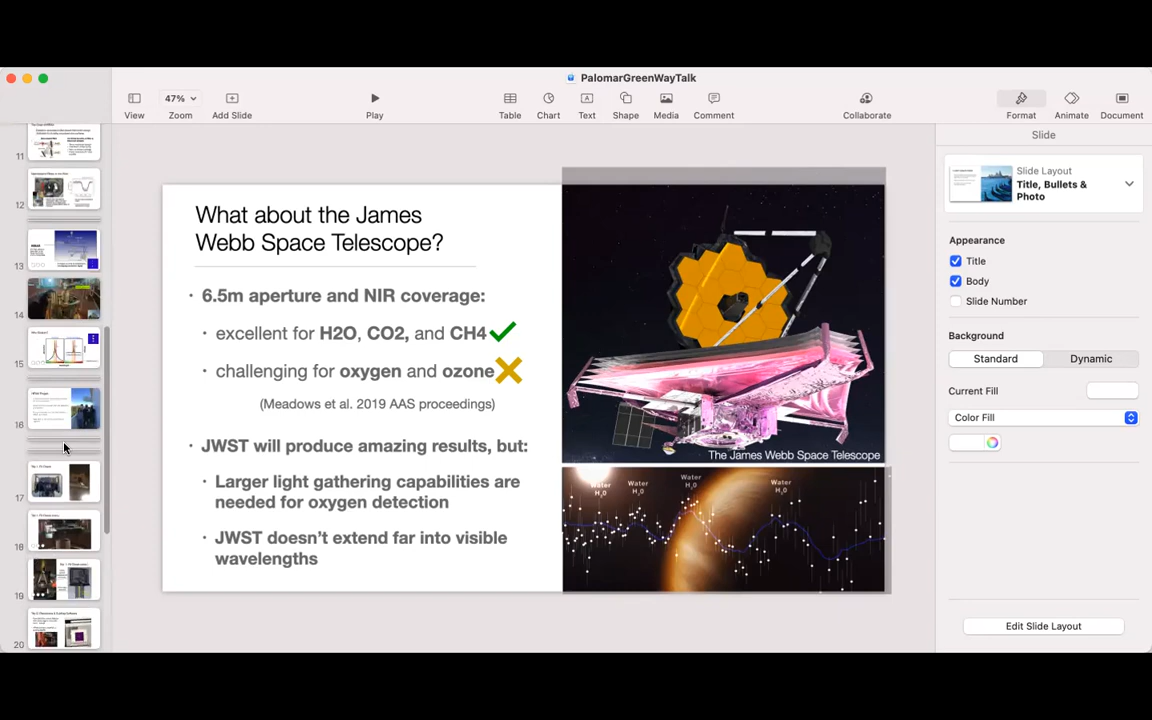 PalomarGreenWayTalk
47%
View
Zoom
Add Slide
Play
Table
Chart
Text
Shape
Media
Comment
Collaborate
Format
Animate
Document
11
12
13
14
15
16
17
18
19
20
What about the James
Webb Space Telescope?
· 6.5m aperture and NIR coverage:
· excellent for H2O, CO2, and CH4
· challenging for oxygen and ozone
(Meadows et al. 2019 AAS proceedings)
· JWST will produce amazing results, but:
· Larger light gathering capabilities are
needed for oxygen detection
· JWST doesn't extend far into visible
wavelengths
The James Webb Space Telescope
Water
H₂0
Water
H₂0
Water
H₂0
Water
H₂0
Slide
Slide Layout
Title, Bullets &
Photo
Appearance
Title
Body
Slide Number
Background
Standard
Dynamic
Current Fill
Color Fill
Edit Slide Layout